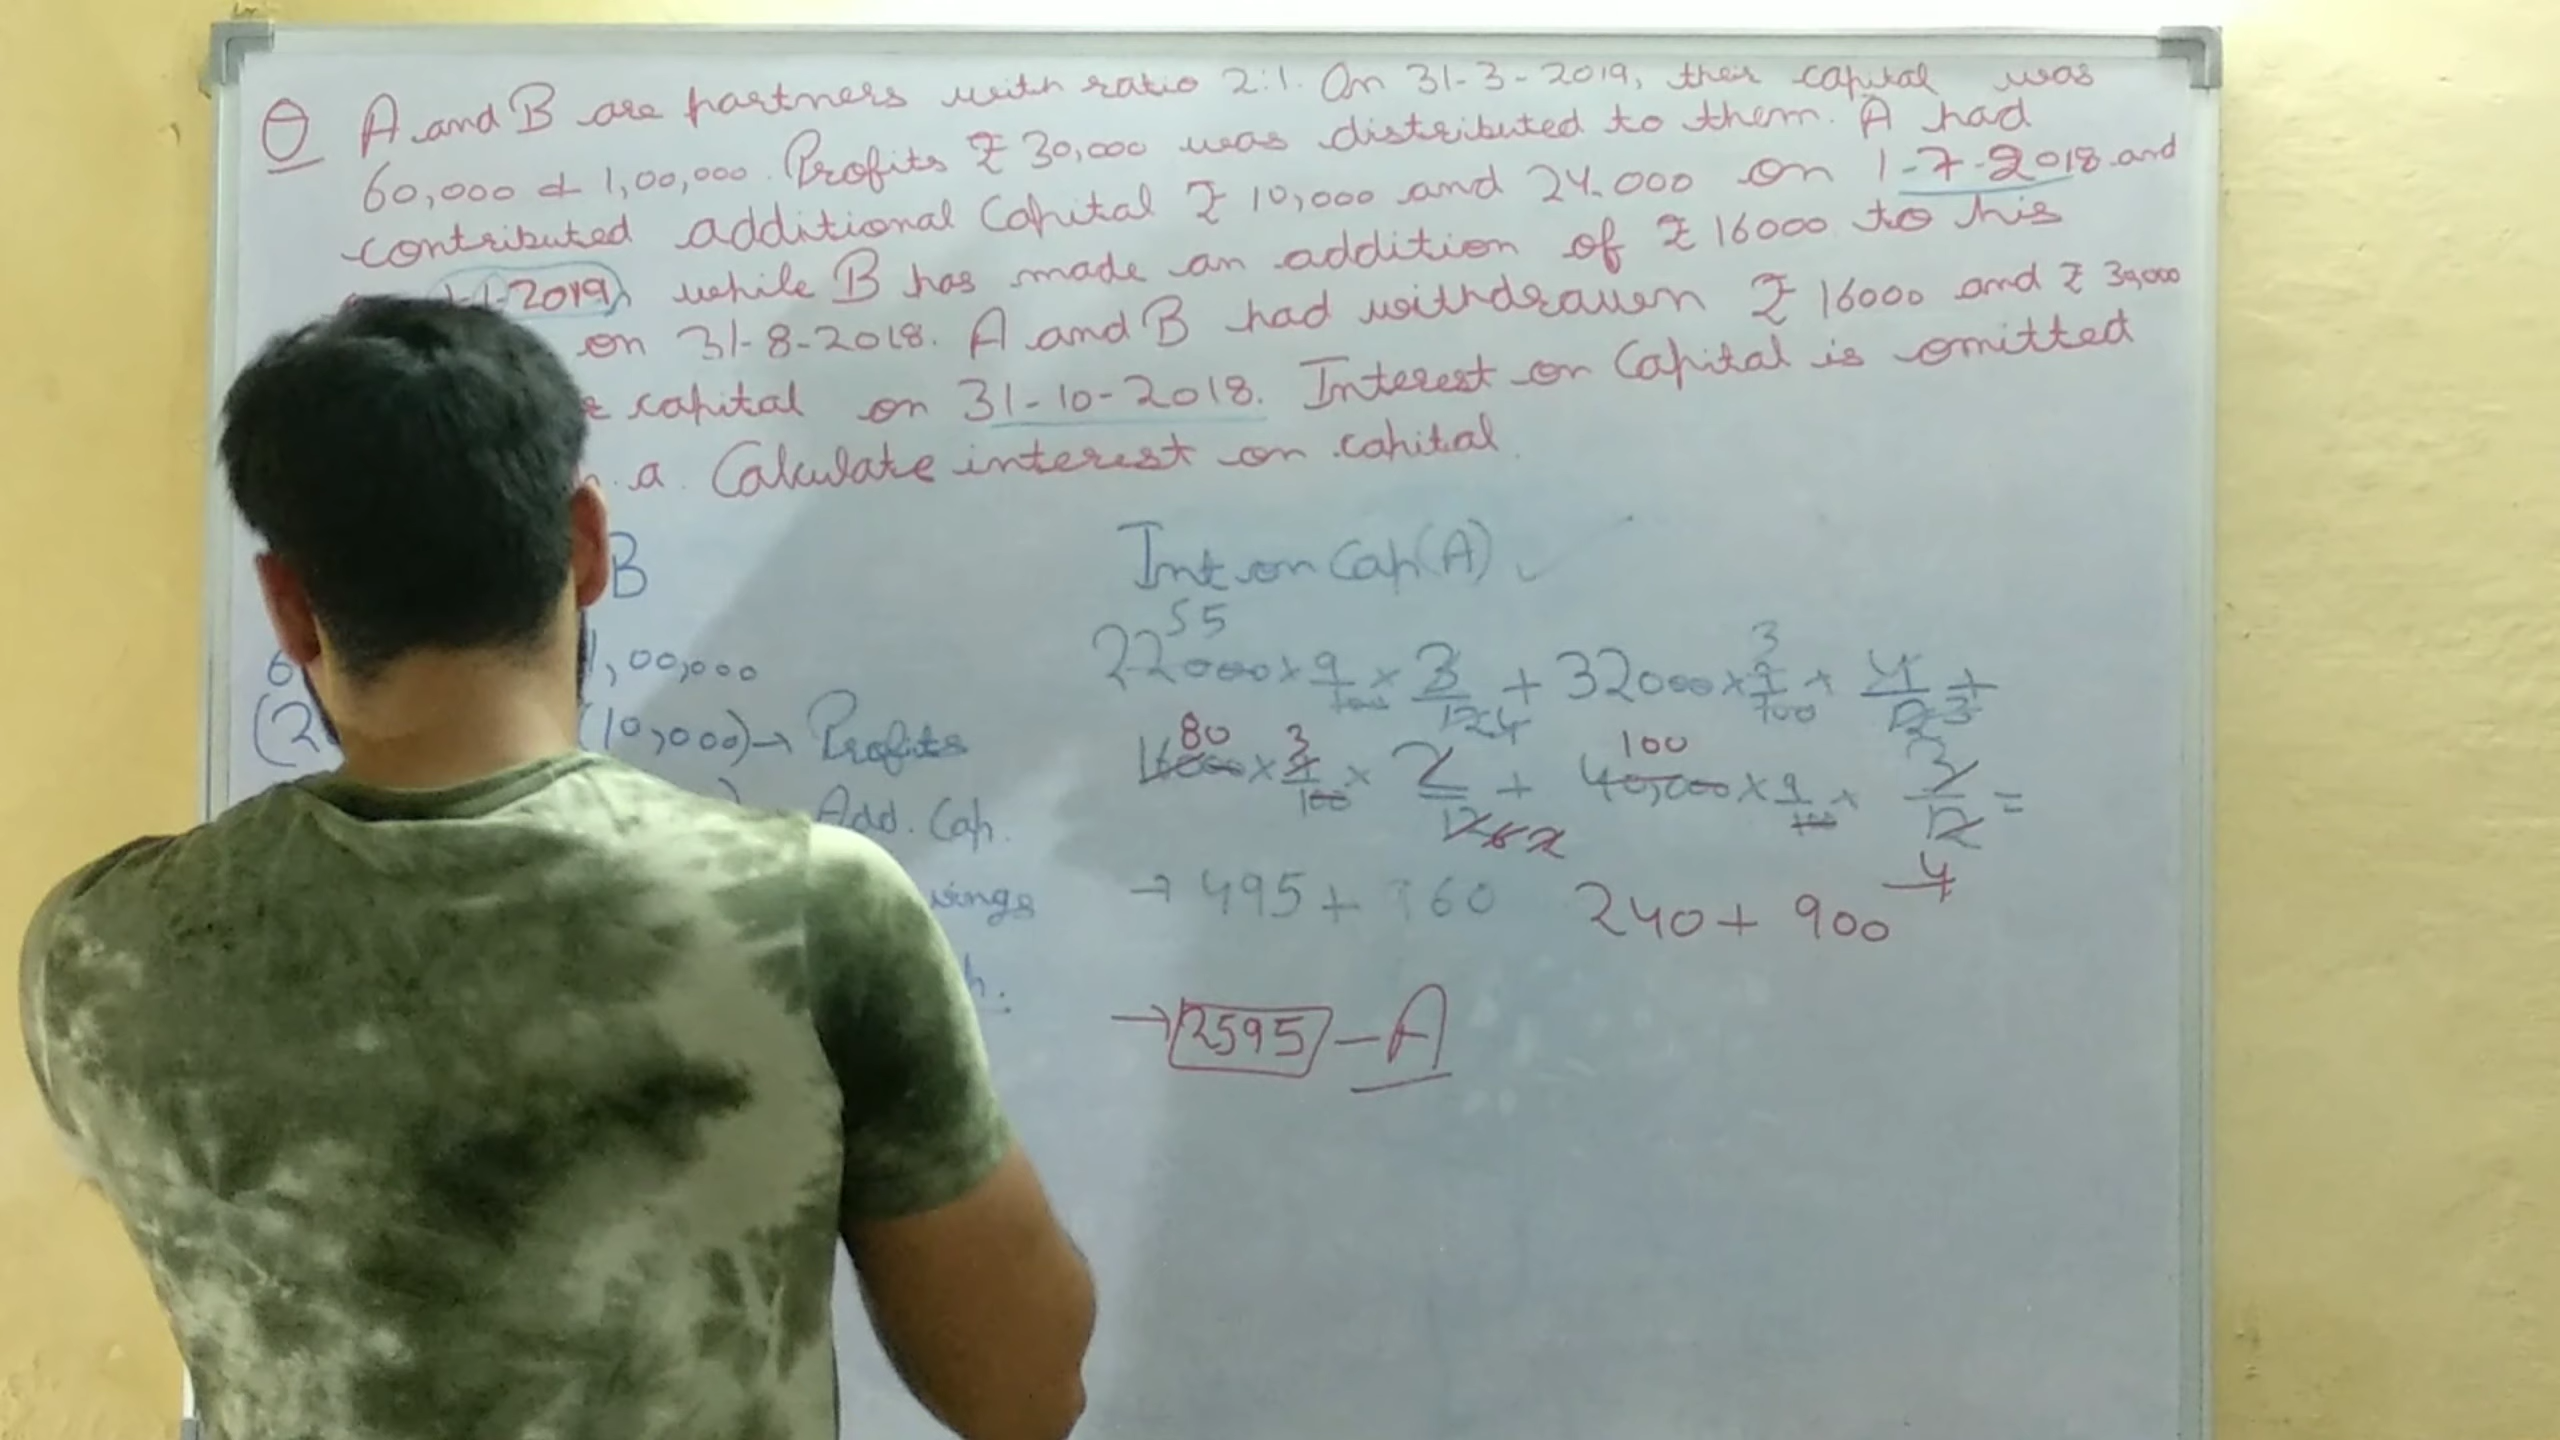 Q A and B are partners with ratio 2:1. On 31-3-2019, their capital was
60,000 & 1,00,000. Profits ₹ 30,000 was distributed to them. A had
contributed additional Capital ₹ 10,000 and 24.000 on 1-7-2018 and
1-1-2019, while B has made an addition of ₹ 16000 to his
on 31-8-2018. A and B had withdrawn ₹ 16000 and ₹
capital on 31-10-2018. Interest on Capital is omitted
a. Calculate interest on capital.
B
1,00,000
(10,000) → Profits
Add. Cap.
Int on Cap(A)
55
22000 × 9/100 × 3/12 4 + 32000 × 9/100 3 × 4/12 3 +
80 3 100
16000 × 9/100 × 2/12 6 2 + 40,000 × 9/100 × 3/12 =
4
→ 495 + 960 240 + 900
→ 2595 – A